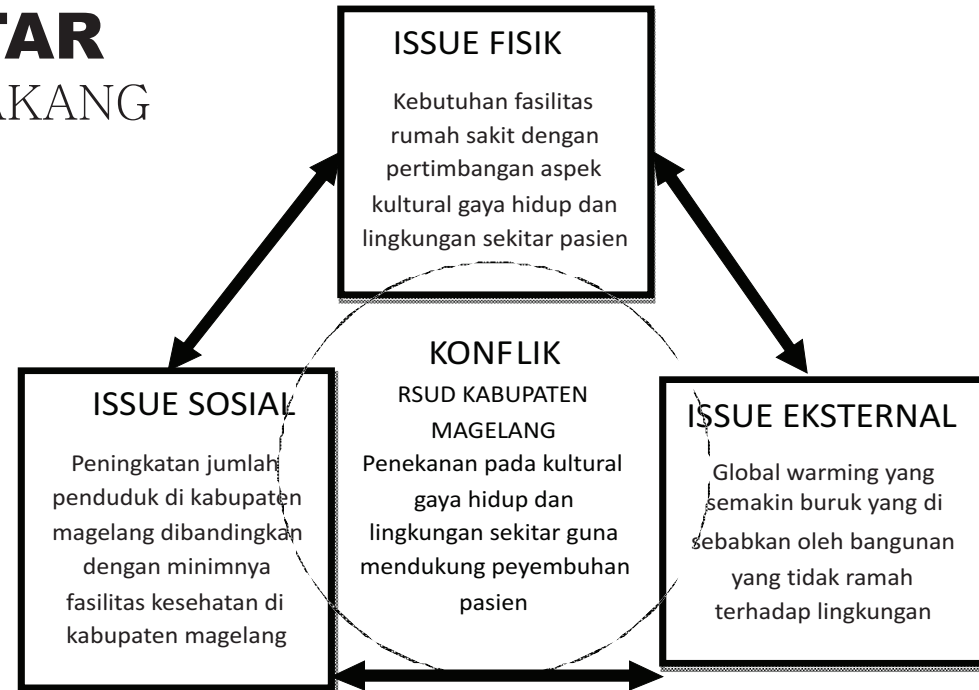 TAR
AKANG
ISSUE FISIK
Kebutuhan fasilitas
rumah sakit dengan
pertimbangan aspek
kultural gaya hidup dan
lingkungan sekitar pasien
KONFLIK
RSUD KABUPATEN
MAGELANG
Penekanan pada kultural
gaya hidup dan
lingkungan sekitar guna
mendukung peyembuhan
pasien
ISSUE SOSIAL
Peningkatan jumlah
penduduk di kabupaten
magelang dibandingkan
dengan minimnya
fasilitas kesehatan di
kabupaten magelang
ISSUE EKSTERNAL
Global warming yang
semakin buruk yang di
sebabkan oleh bangunan
yang tidak ramah
terhadap lingkungan